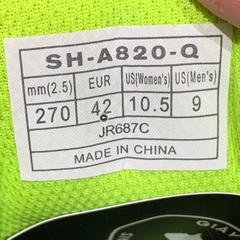 SH-A820-Q
mm(2.5) EUR US(Women's) US(Men's)
270 42 10.5 9
JR687C
MADE IN CHINA
GIÀY